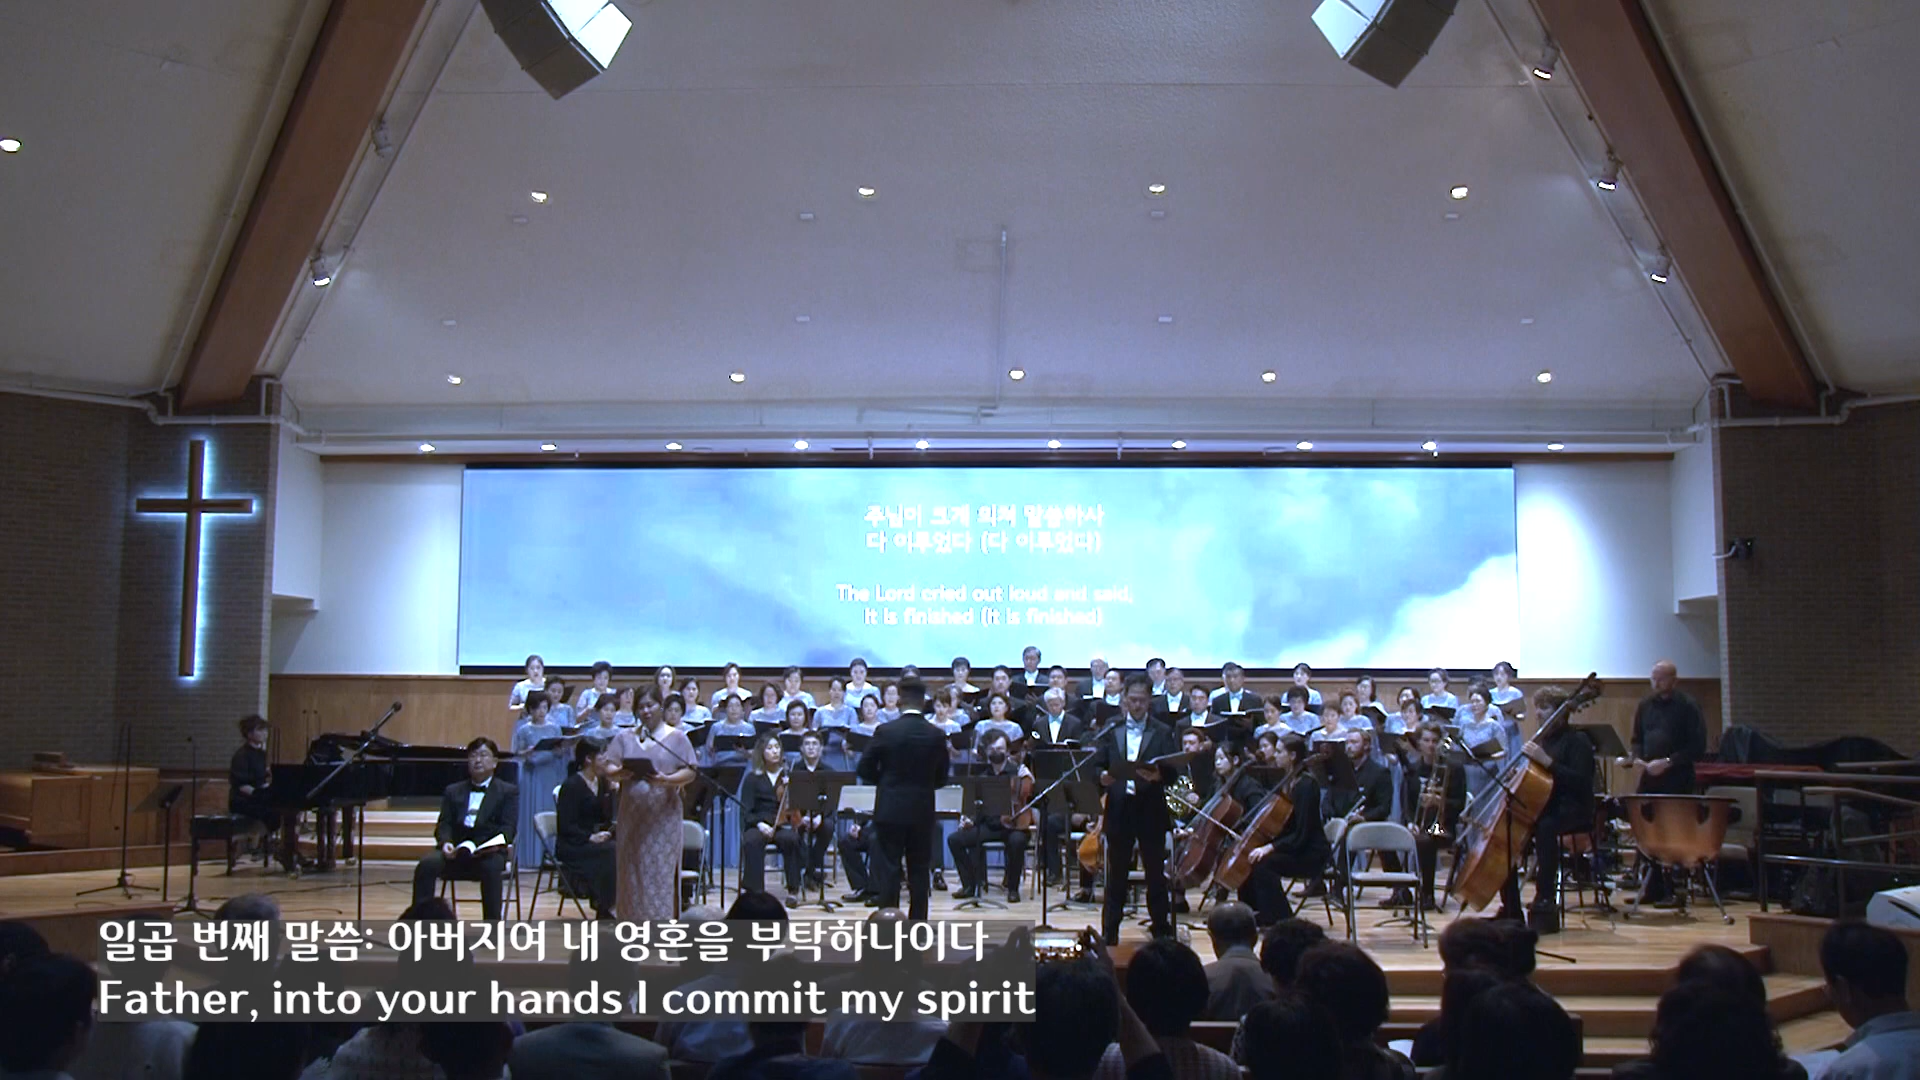 주님이 크게 외쳐 말씀하사
다 이루었다 (다 이루었다)
The Lord cried out loud and said,
It is finished (It is finished)
일곱 번째 말씀: 아버지여 내 영혼을 부탁하나이다
Father, into your hands I commit my spirit